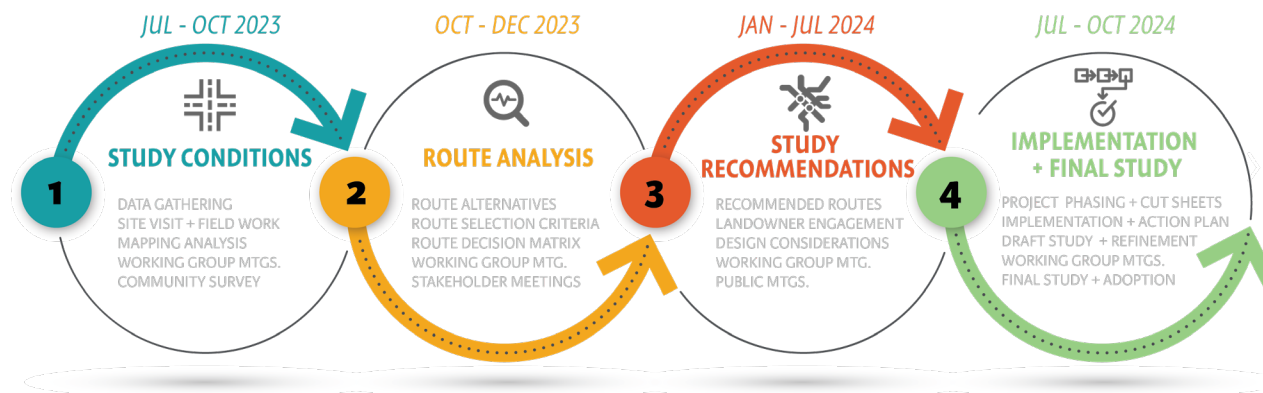 JUL - OCT 2023
OCT - DEC 2023
JAN - JUL 2024
JUL - OCT 2024
1
STUDY CONDITIONS
DATA GATHERING
SITE VISIT + FIELD WORK
MAPPING ANALYSIS
WORKING GROUP MTGS.
COMMUNITY SURVEY
2
ROUTE ANALYSIS
ROUTE ALTERNATIVES
ROUTE SELECTION CRITERIA
ROUTE DECISION MATRIX
WORKING GROUP MTG.
STAKEHOLDER MEETINGS
3
STUDY
RECOMMENDATIONS
RECOMMENDED ROUTES
LANDOWNER ENGAGEMENT
DESIGN CONSIDERATIONS
WORKING GROUP MTG.
PUBLIC MTGS.
4
IMPLEMENTATION
+ FINAL STUDY
PROJECT PHASING + CUT SHEETS
IMPLEMENTATION + ACTION PLAN
DRAFT STUDY + REFINEMENT
WORKING GROUP MTGS.
FINAL STUDY + ADOPTION